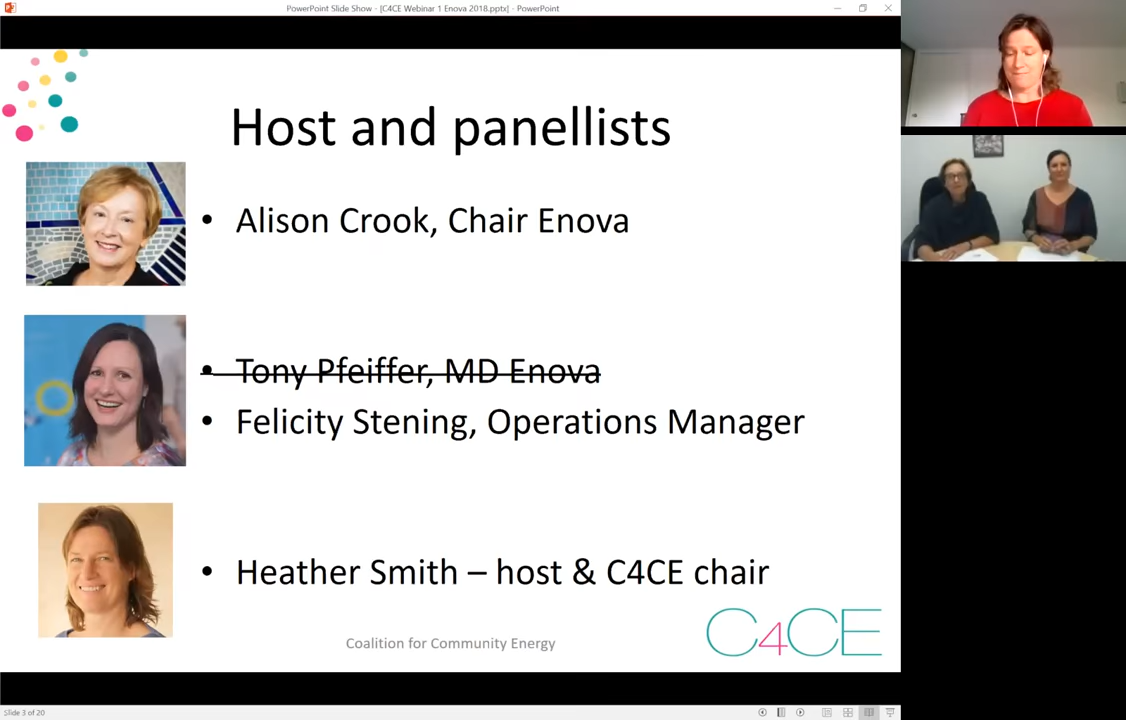 PowerPoint Slide Show - [C4CE Webinar 1 Enova 2018.pptx] - PowerPoint
Host and panellists
• Alison Crook, Chair Enova
• Tony Pfeiffer, MD Enova
• Felicity Stening, Operations Manager
• Heather Smith – host & C4CE chair
Coalition for Community Energy
C4CE
Slide 3 of 20